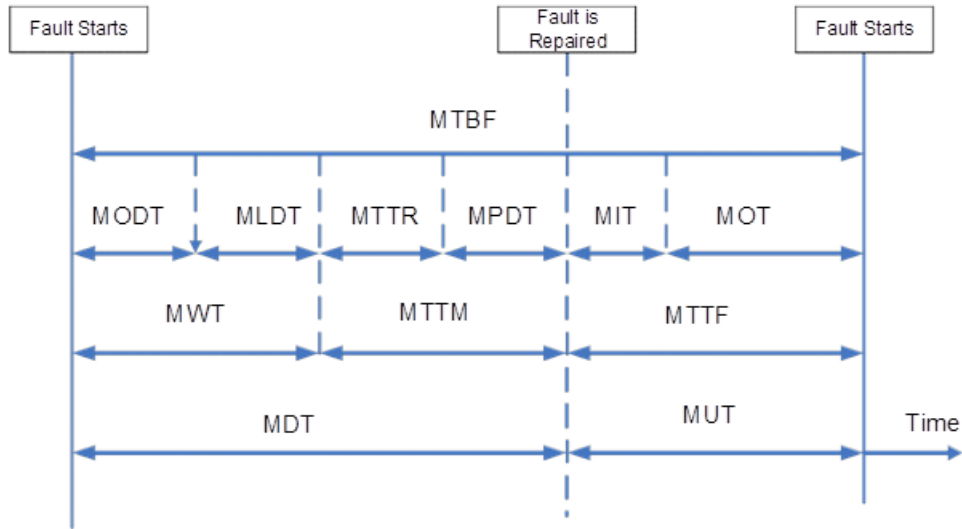 Fault Starts
Fault is
Repaired
Fault Starts
MTBF
MODT
MLDT
MTTR
MPDT
MIT
MOT
MWT
MTTM
MTTF
MDT
MUT
Time